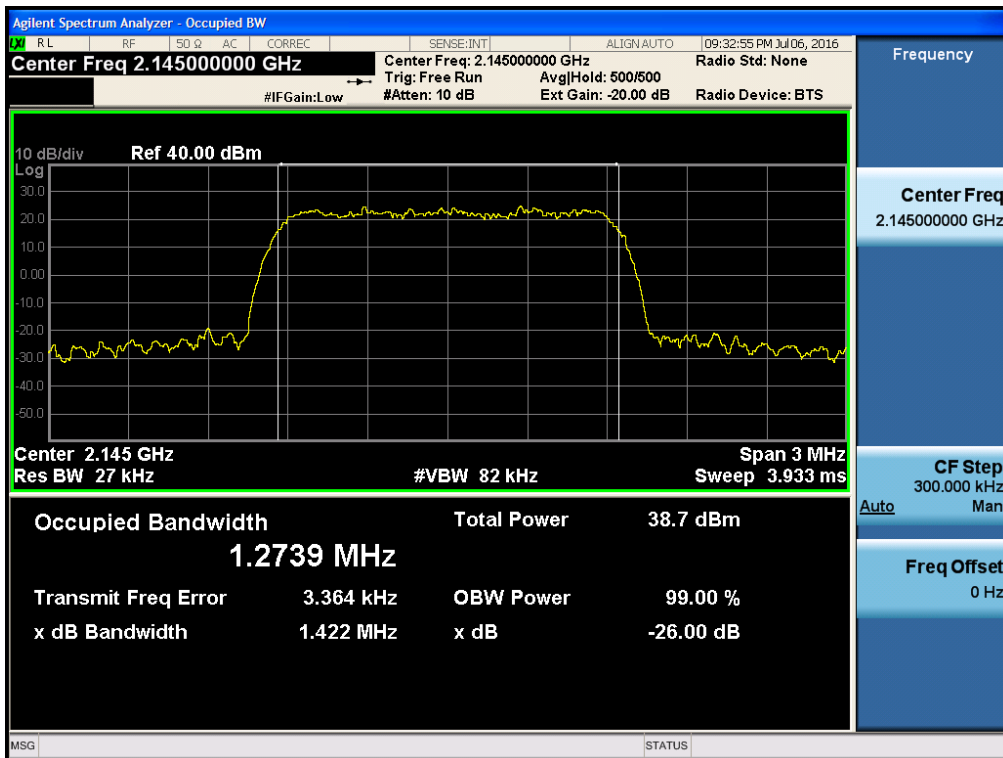 Agilent Spectrum Analyzer - Occupied BW
LXI RL RF 50 Ω AC CORREC SENSE:INT ALIGN AUTO 09:32:55 PM Jul 06, 2016
Center Freq 2.145000000 GHz
Center Freq: 2.145000000 GHz Radio Std: None
Trig: Free Run Avg|Hold: 500/500
#IFGain:Low #Atten: 10 dB Ext Gain: -20.00 dB Radio Device: BTS
10 dB/div Ref 40.00 dBm
Log
30.0
20.0
10.0
0.00
-10.0
-20.0
-30.0
-40.0
-50.0
Center 2.145 GHz Span 3 MHz
Res BW 27 kHz #VBW 82 kHz Sweep 3.933 ms
Occupied Bandwidth Total Power 38.7 dBm
1.2739 MHz
Transmit Freq Error 3.364 kHz OBW Power 99.00 %
x dB Bandwidth 1.422 MHz x dB -26.00 dB
Frequency
Center Freq
2.145000000 GHz
CF Step
300.000 kHz
Auto Man
Freq Offset
0 Hz
MSG STATUS